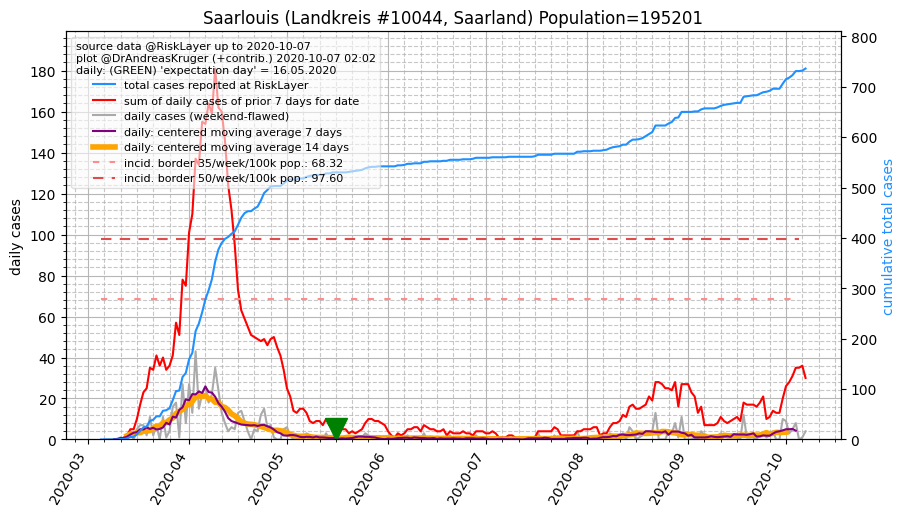 Saarlouis (Landkreis #10044, Saarland) Population=195201
source data @RiskLayer up to 2020-10-07
plot @DrAndreasKruger (+contrib.) 2020-10-07 02:02
daily: (GREEN) 'expectation day' = 16.05.2020
total cases reported at RiskLayer
sum of daily cases of prior 7 days for date
daily cases (weekend-flawed)
daily: centered moving average 7 days
daily: centered moving average 14 days
incid. border 35/week/100k pop.: 68.32
incid. border 50/week/100k pop.: 97.60
daily cases
180
160
140
120
100
80
60
40
20
0
cumulative total cases
800
700
600
500
400
300
200
100
0
2020-03
2020-04
2020-05
2020-06
2020-07
2020-08
2020-09
2020-10